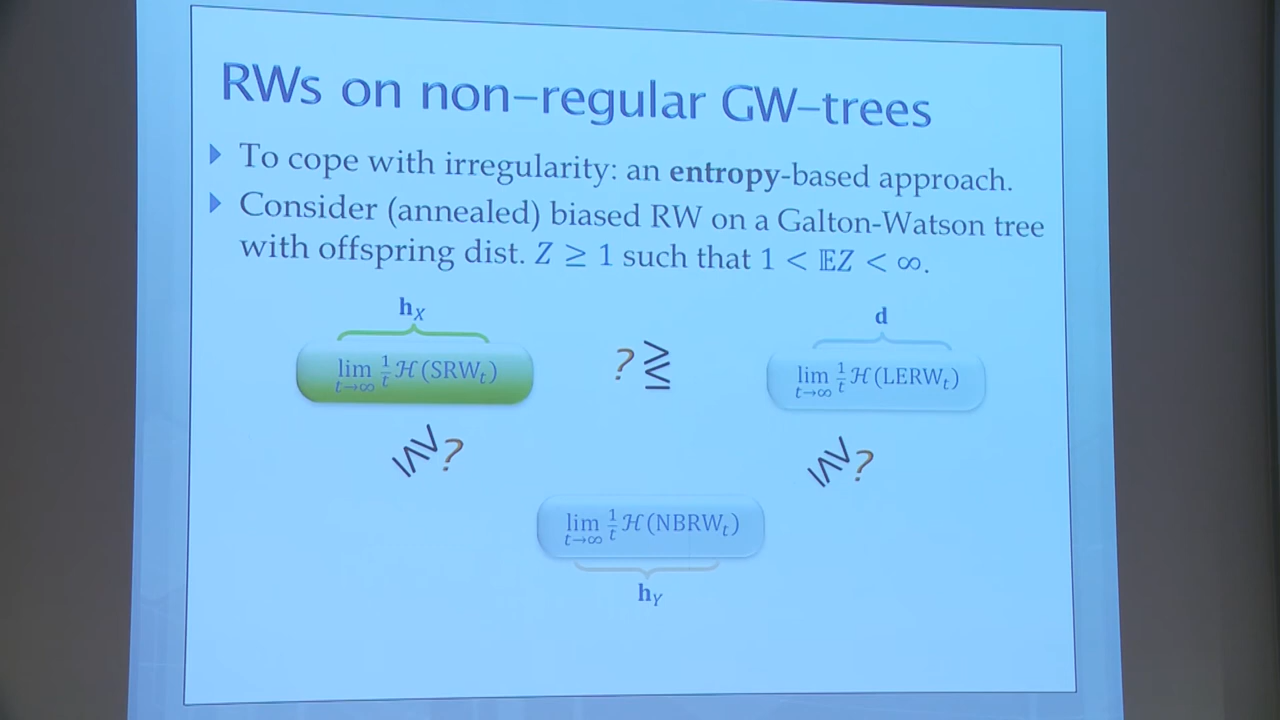 RWs on non–regular GW–trees
To cope with irregularity: an entropy-based approach.
Consider (annealed) biased RW on a Galton-Watson tree
with offspring dist. Z ≥ 1 such that 1 < 𝔼Z < ∞.
h_X
d
lim_{t→∞} 1/t ℋ(SRW_t)
? ⋛
lim_{t→∞} 1/t ℋ(LERW_t)
≶ ?
≶ ?
lim_{t→∞} 1/t ℋ(NBRW_t)
h_Y